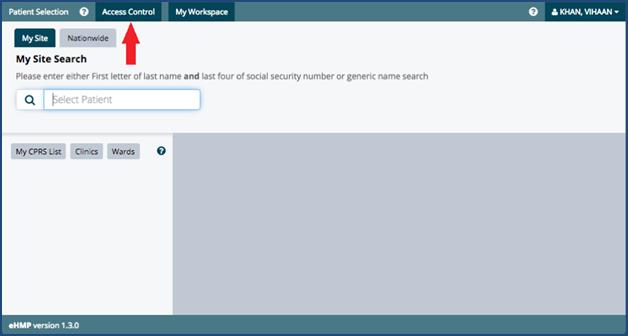 Patient Selection ? Access Control My Workspace ? KHAN, VIHAAN
My Site Nationwide
My Site Search
Please enter either First letter of last name and last four of social security number or generic name search
Select Patient
My CPRS List Clinics Wards ?
eHMP version 1.3.0